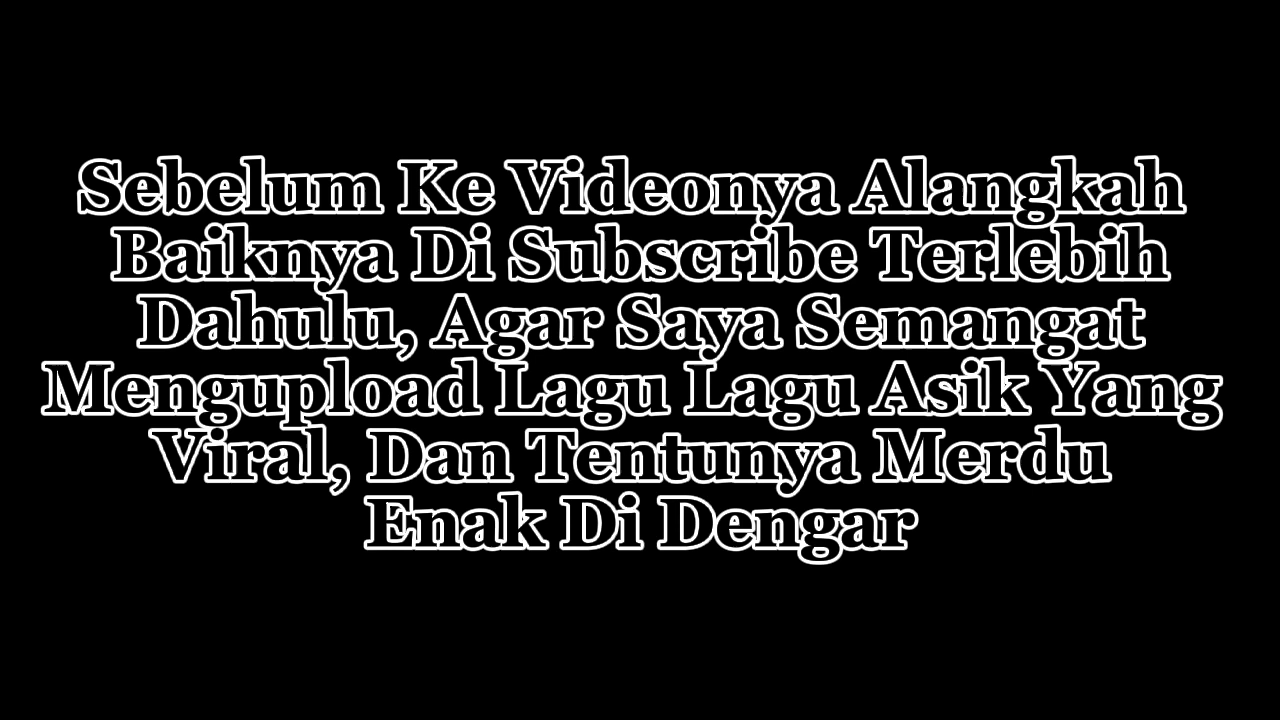 Sebelum Ke Videonya Alangkah
Baiknya Di Subscribe Terlebih
Dahulu, Agar Saya Semangat
Mengupload Lagu Lagu Asik Yang
Viral, Dan Tentunya Merdu
Enak Di Dengar